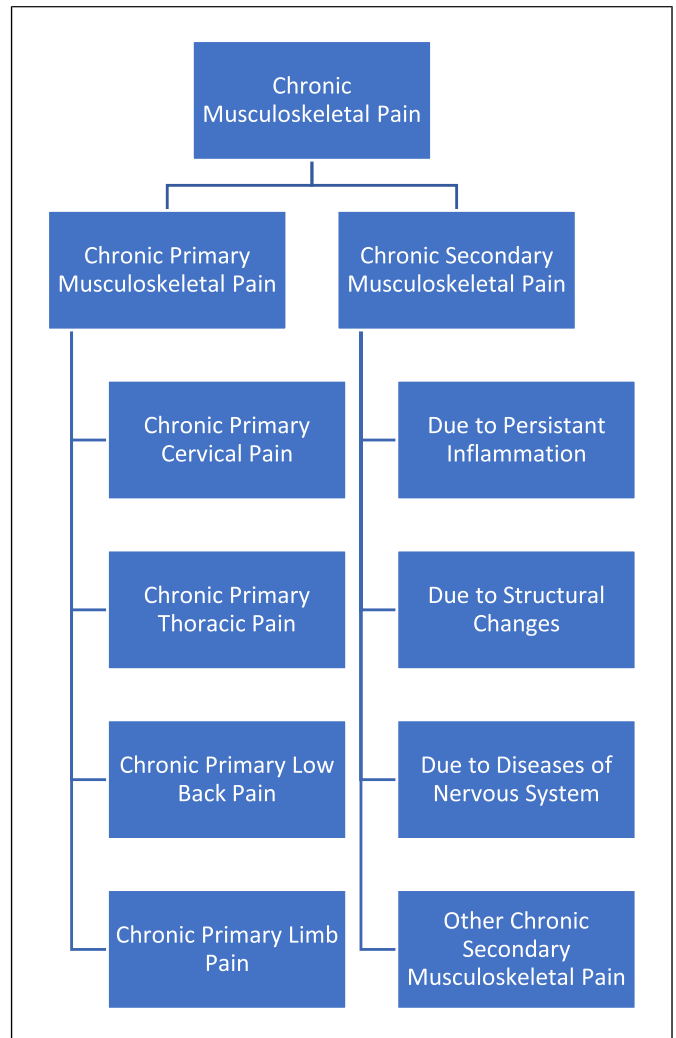 Chronic
Musculoskeletal Pain
Chronic Primary
Musculoskeletal Pain
Chronic Primary
Cervical Pain
Chronic Primary
Thoracic Pain
Chronic Primary Low
Back Pain
Chronic Primary Limb
Pain
Chronic Secondary
Musculoskeletal Pain
Due to Persistant
Inflammation
Due to Structural
Changes
Due to Diseases of
Nervous System
Other Chronic
Secondary
Musculoskeletal Pain